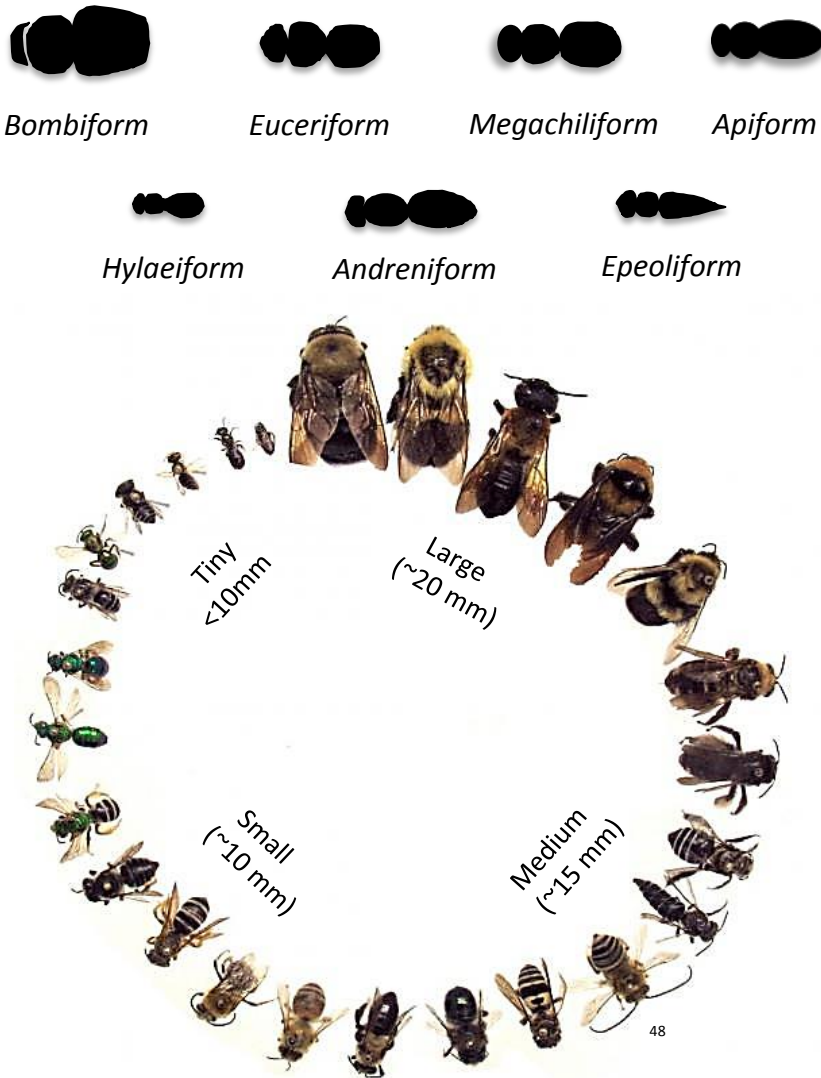 Bombiform Euceriform Megachiliform Apiform
Hylaeiform Andreniform Epeoliform
Tiny
<10mm
Large
(~20 mm)
Small
(~10 mm)
Medium
(~15 mm)
48